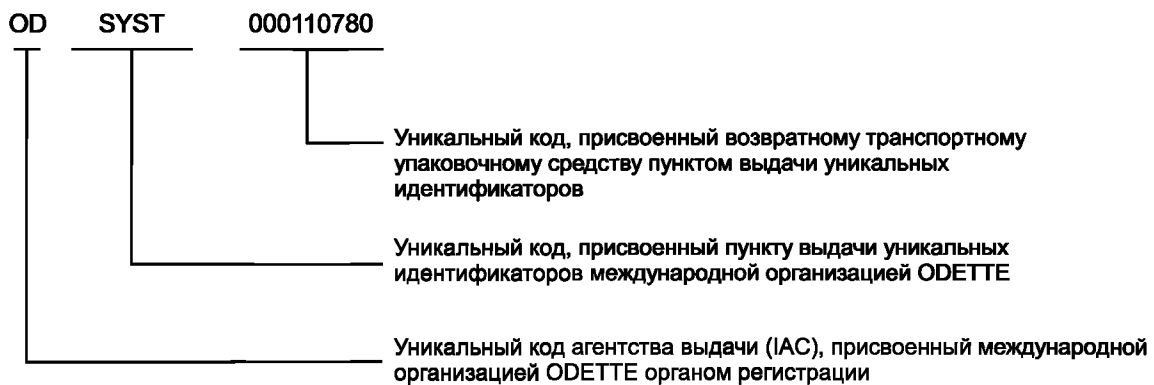 OD SYST 000110780
Уникальный код, присвоенный возвратному транспортному
упаковочному средству пунктом выдачи уникальных
идентификаторов
Уникальный код, присвоенный пункту выдачи уникальных
идентификаторов международной организацией ODETTE
Уникальный код агентства выдачи (IAC), присвоенный международной
организацией ODETTE органом регистрации